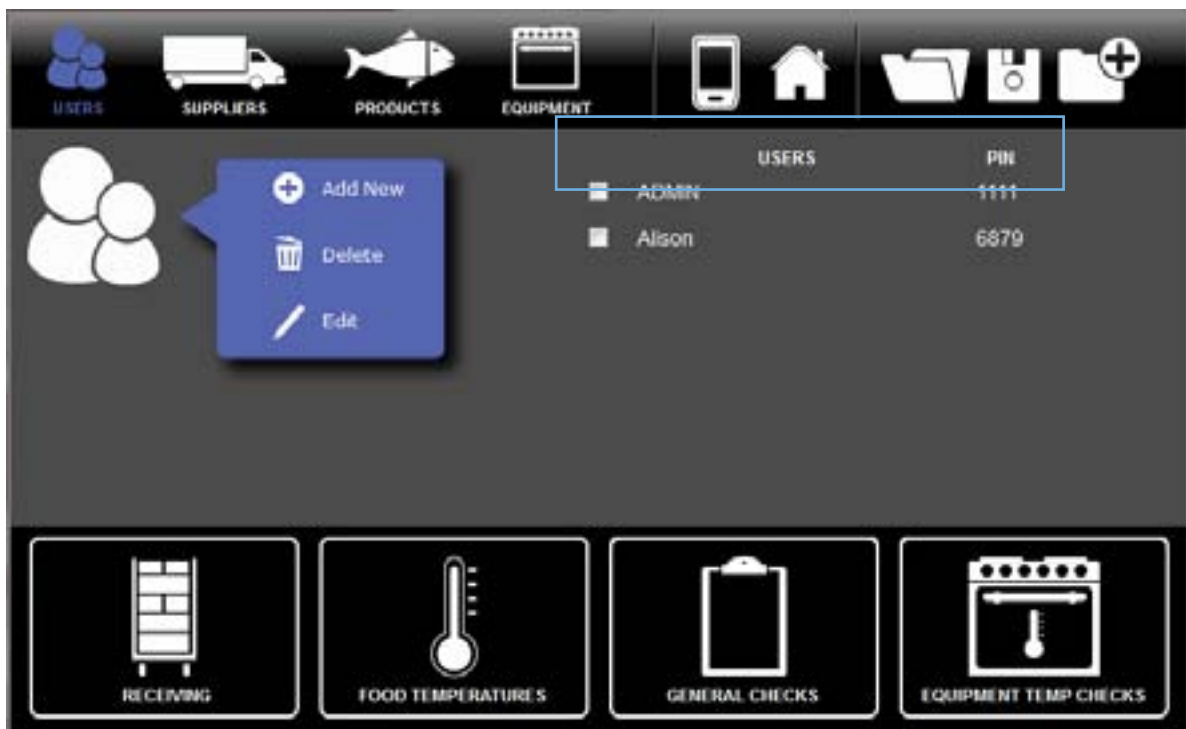 USERS SUPPLIERS PRODUCTS EQUIPMENT
USERS PIN
Add New
ADMIN 1111
Alison 6879
Delete
Edit
RECEIVING FOOD TEMPERATURES GENERAL CHECKS EQUIPMENT TEMP CHECKS